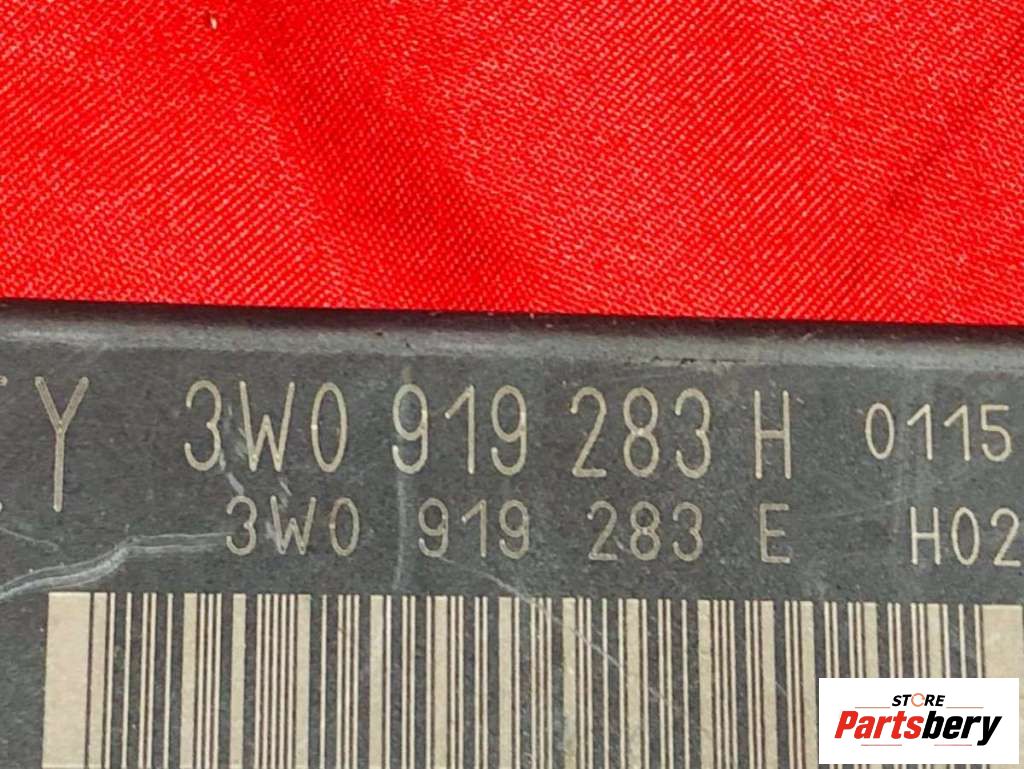 Y 3W0 919 283 H 0115
3W0 919 283 E H02
STORE
Partsbery